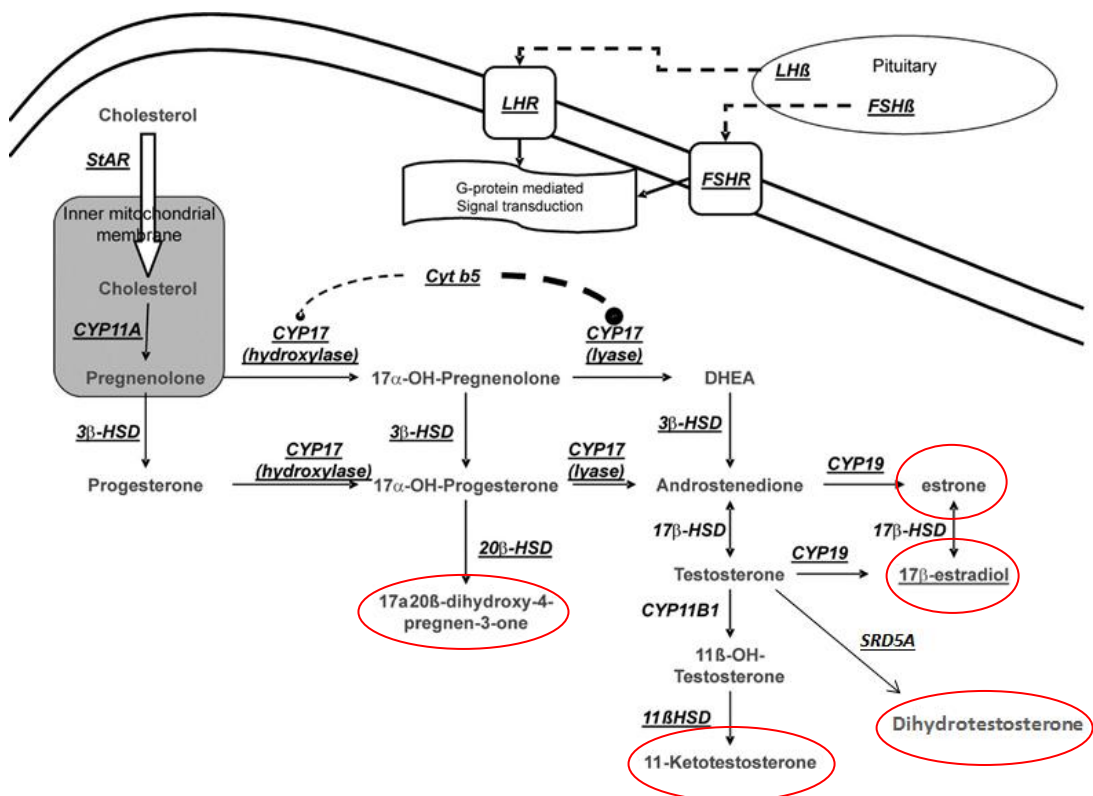 LHß
Pituitary
FSHß
LHR
FSHR
G-protein mediated
Signal transduction
Cholesterol
StAR
Inner mitochondrial
membrane
Cholesterol
CYP11A
Pregnenolone
Cyt b5
CYP17
(hydroxylase)
CYP17
(lyase)
17α-OH-Pregnenolone
DHEA
3β-HSD
3β-HSD
3β-HSD
CYP17
(hydroxylase)
CYP17
(lyase)
CYP19
Progesterone
17α-OH-Progesterone
Androstenedione
estrone
20β-HSD
17β-HSD
17β-HSD
CYP19
Testosterone
17β-estradiol
17a20ß-dihydroxy-4-
pregnen-3-one
CYP11B1
SRD5A
11ß-OH-
Testosterone
11ßHSD
Dihydrotestosterone
11-Ketotestosterone